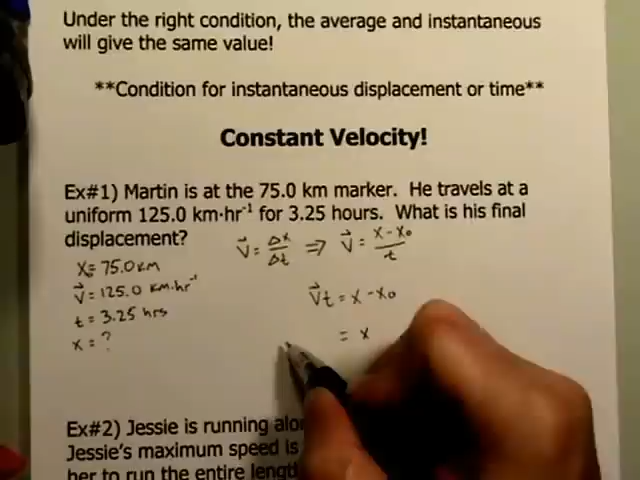 Under the right condition, the average and instantaneous
will give the same value!
**Condition for instantaneous displacement or time**
Constant Velocity!
Ex#1) Martin is at the 75.0 km marker. He travels at a
uniform 125.0 km·hr⁻¹ for 3.25 hours. What is his final
displacement?
v⃗ = Δx/Δt ⇒ v⃗ = x - x₀/t
x₀ = 75.0 km
v⃗ = 125.0 km·hr⁻¹
t = 3.25 hrs
x = ?
v⃗t = x - x₀
= x
Ex#2) Jessie is running
Jessie's maximum speed is
her to run the entire